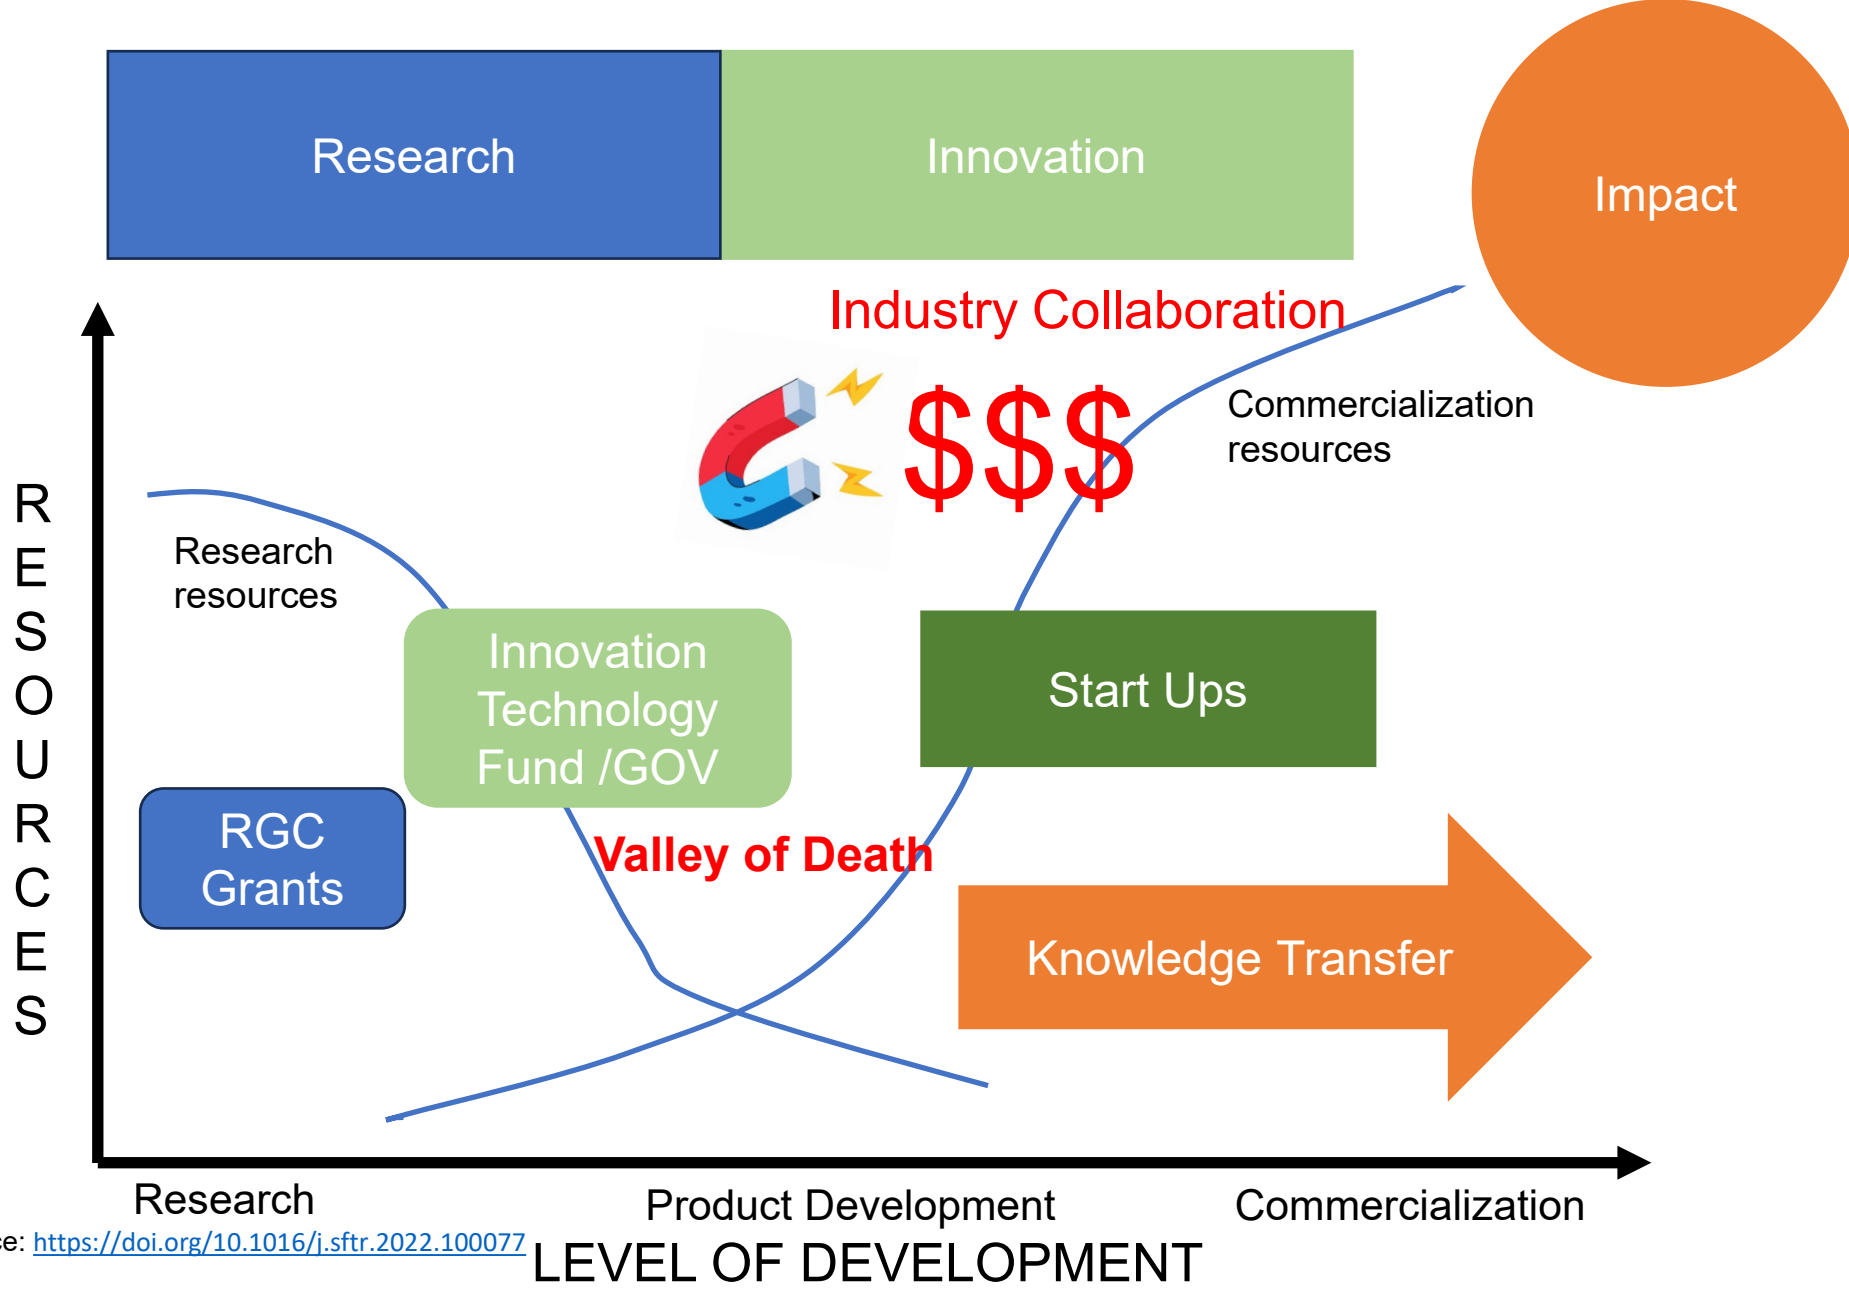 Research
Innovation
Impact
Industry Collaboration
$$$
Commercialization
resources
RESOURCES
Research
resources
Innovation
Technology
Fund /GOV
Start Ups
RGC
Grants
Valley of Death
Knowledge Transfer
Research
Product Development
Commercialization
ce: https://doi.org/10.1016/j.sftr.2022.100077
LEVEL OF DEVELOPMENT